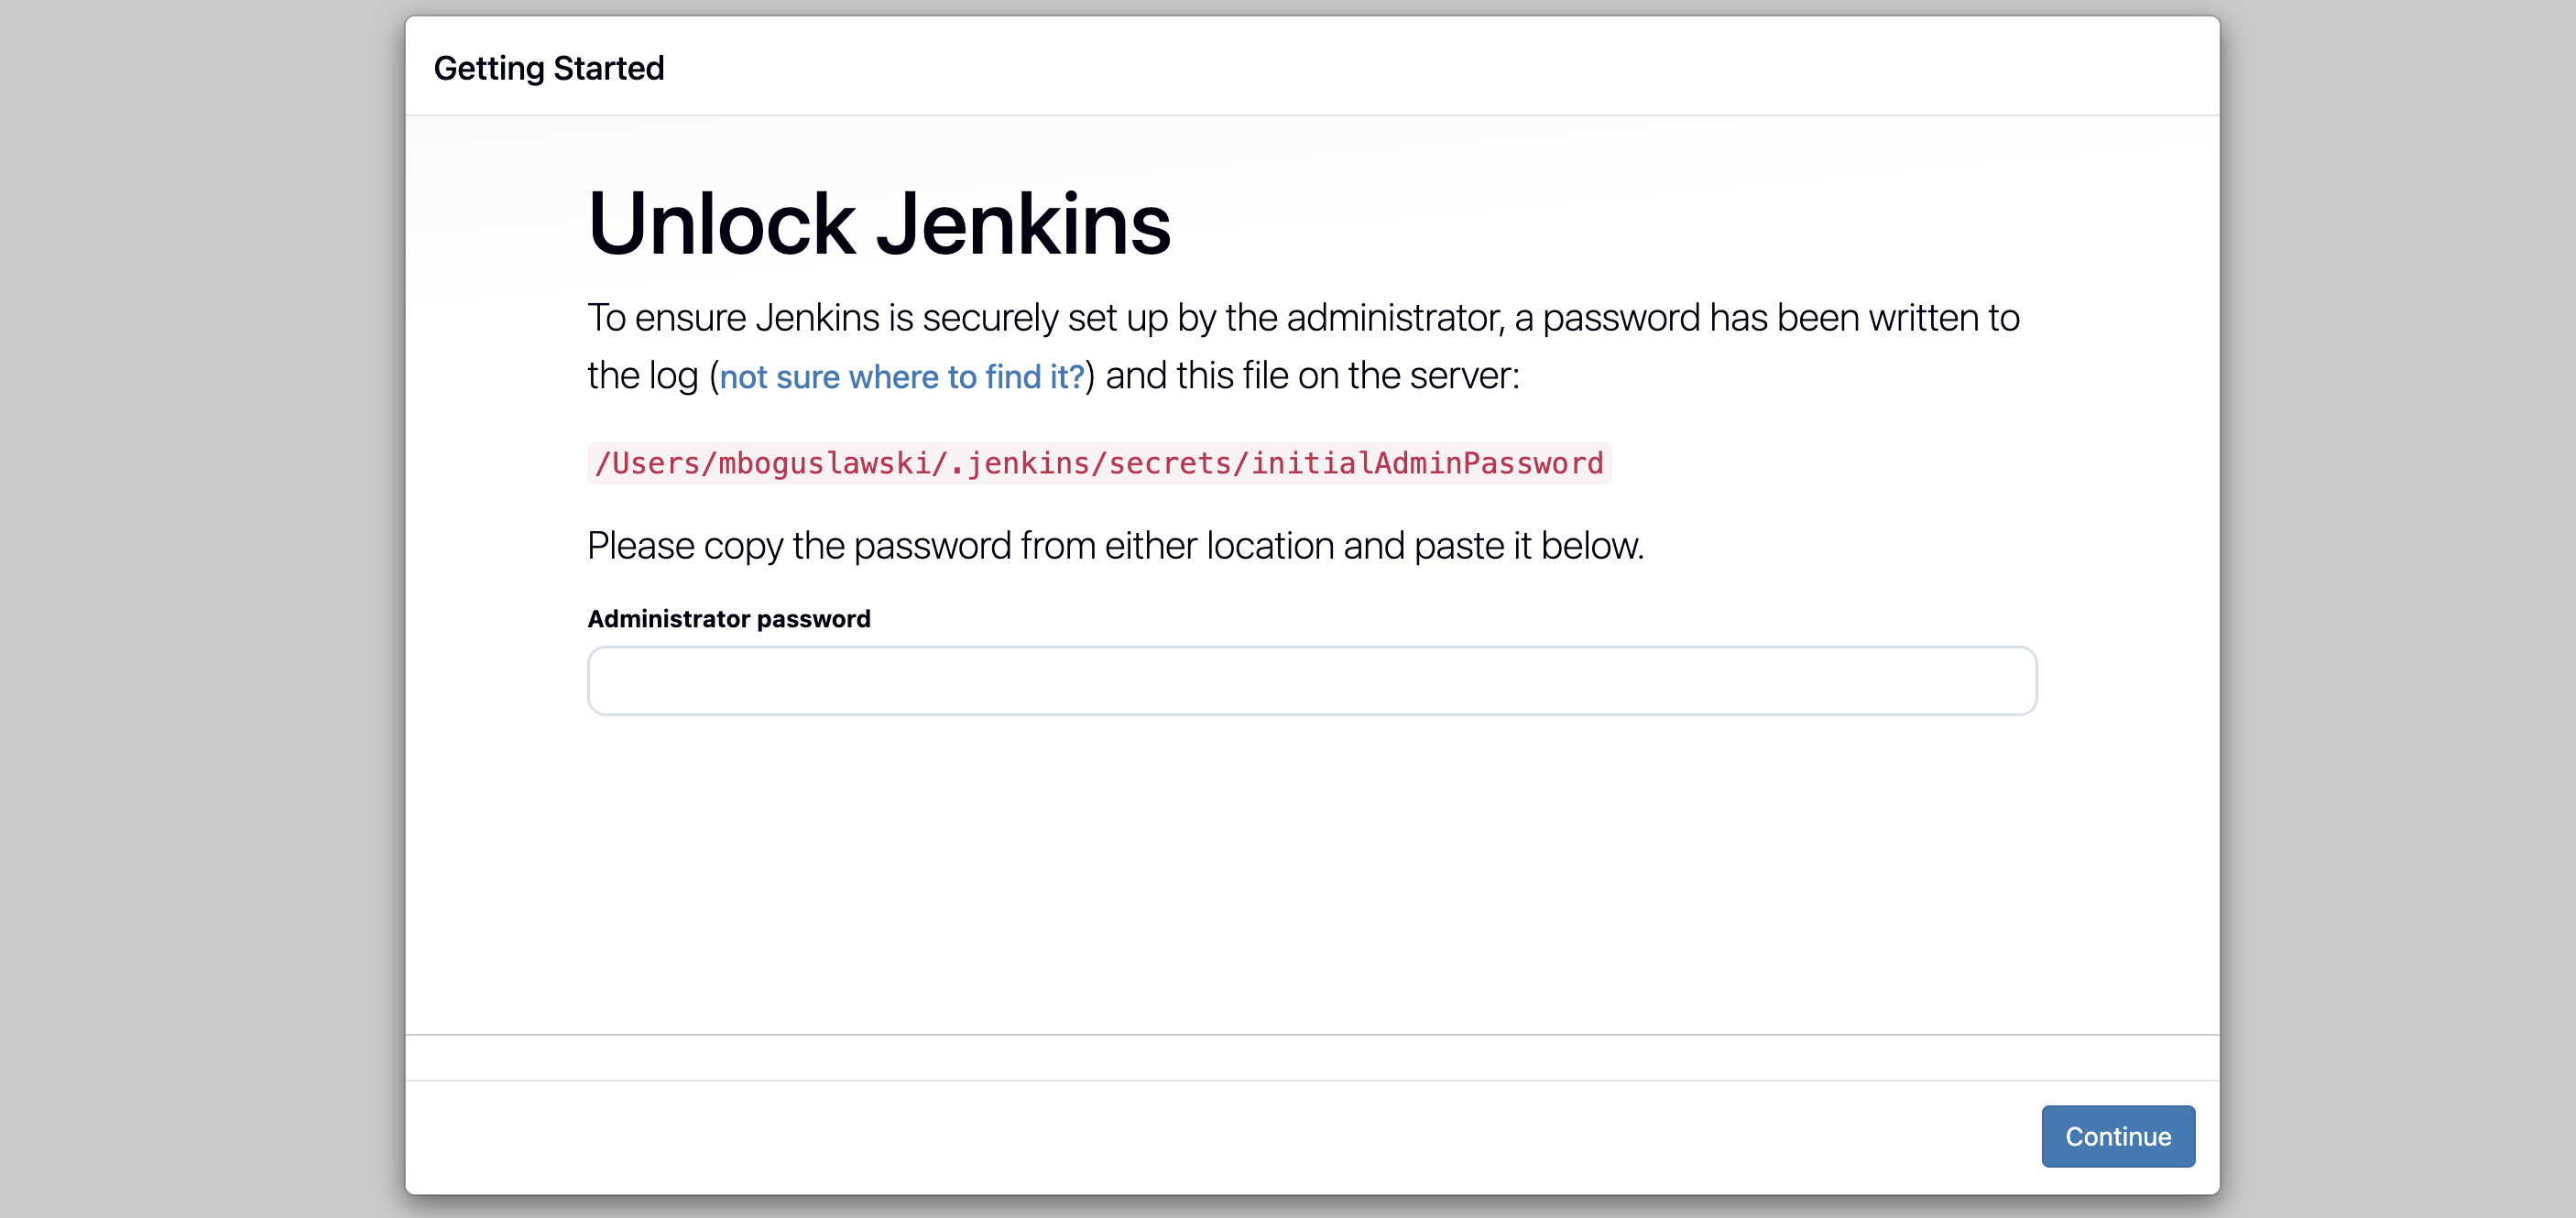 Getting Started
Unlock Jenkins
To ensure Jenkins is securely set up by the administrator, a password has been written to
the log (not sure where to find it?) and this file on the server:
/Users/mboguslawski/.jenkins/secrets/initialAdminPassword
Please copy the password from either location and paste it below.
Administrator password
Continue